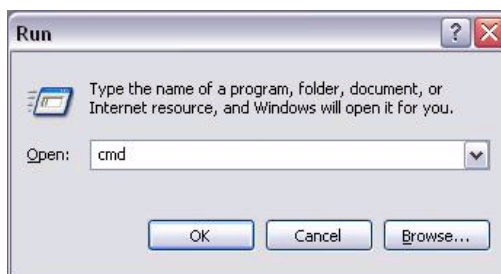 Run
Type the name of a program, folder, document, or
Internet resource, and Windows will open it for you.
Open: cmd
OK Cancel Browse...